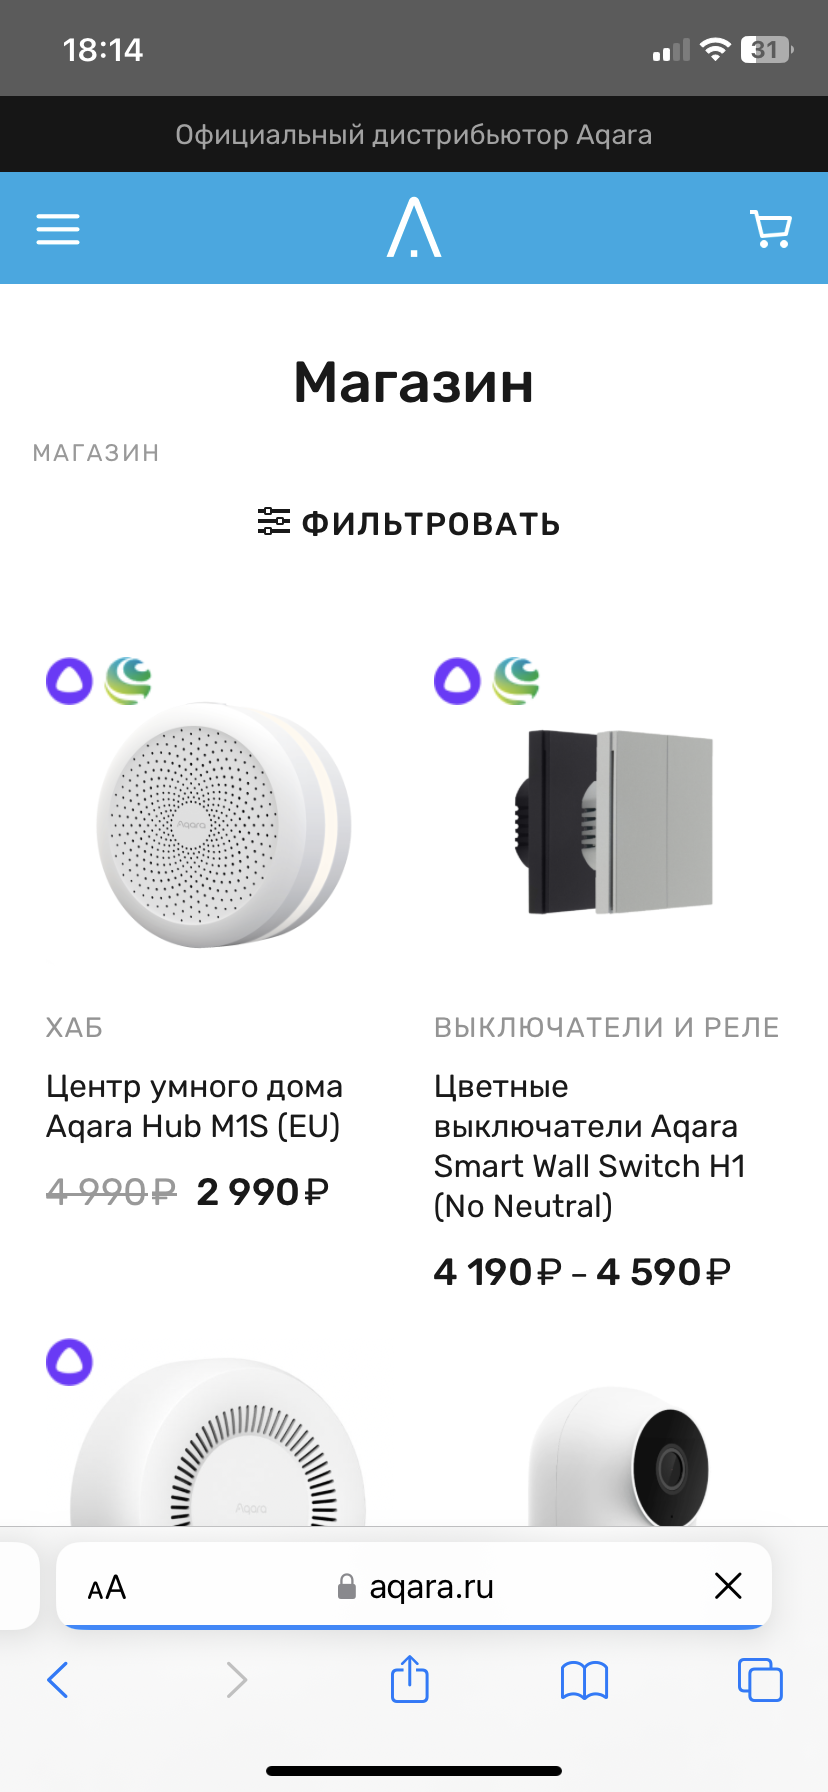 18:14
31
Официальный дистрибьютор Aqara
Магазин
МАГАЗИН
ФИЛЬТРОВАТЬ
Aqara
ХАБ
Центр умного дома
Aqara Hub M1S (EU)
4 990₽ 2 990₽
ВЫКЛЮЧАТЕЛИ И РЕЛЕ
Цветные
выключатели Aqara
Smart Wall Switch H1
(No Neutral)
4 190₽ – 4 590₽
Aqara
AA
aqara.ru